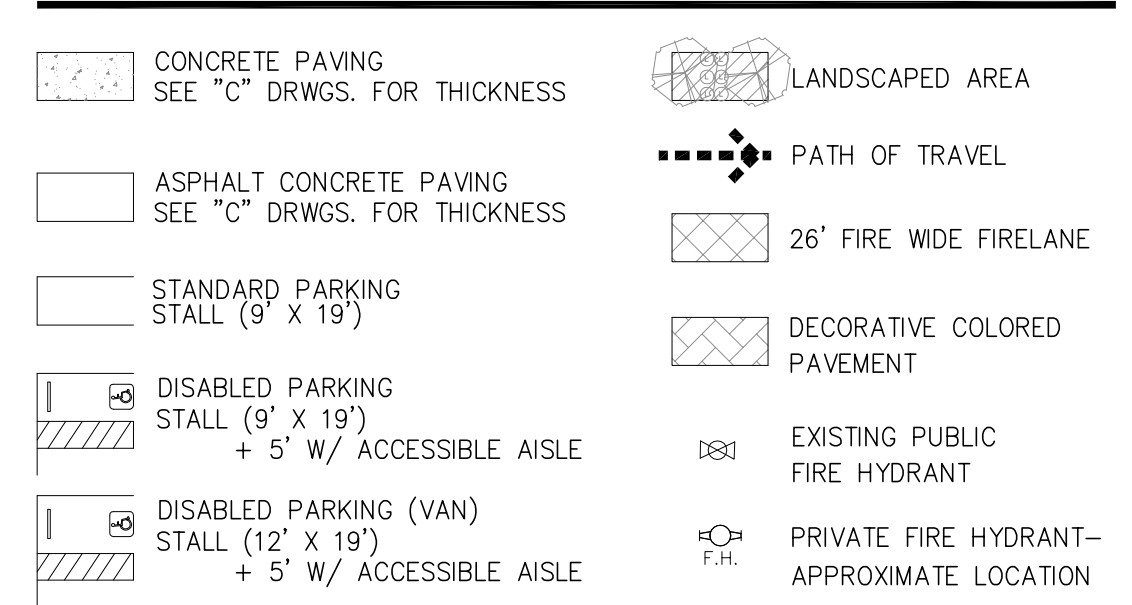 CONCRETE PAVING
SEE "C" DRWGS. FOR THICKNESS
ASPHALT CONCRETE PAVING
SEE "C" DRWGS. FOR THICKNESS
STANDARD PARKING
STALL (9' X 19')
DISABLED PARKING
STALL (9' X 19')
+ 5' W/ ACCESSIBLE AISLE
DISABLED PARKING (VAN)
STALL (12' X 19')
+ 5' W/ ACCESSIBLE AISLE
LANDSCAPED AREA
PATH OF TRAVEL
26' FIRE WIDE FIRELANE
DECORATIVE COLORED
PAVEMENT
EXISTING PUBLIC
FIRE HYDRANT
F.H.
PRIVATE FIRE HYDRANT–
APPROXIMATE LOCATION